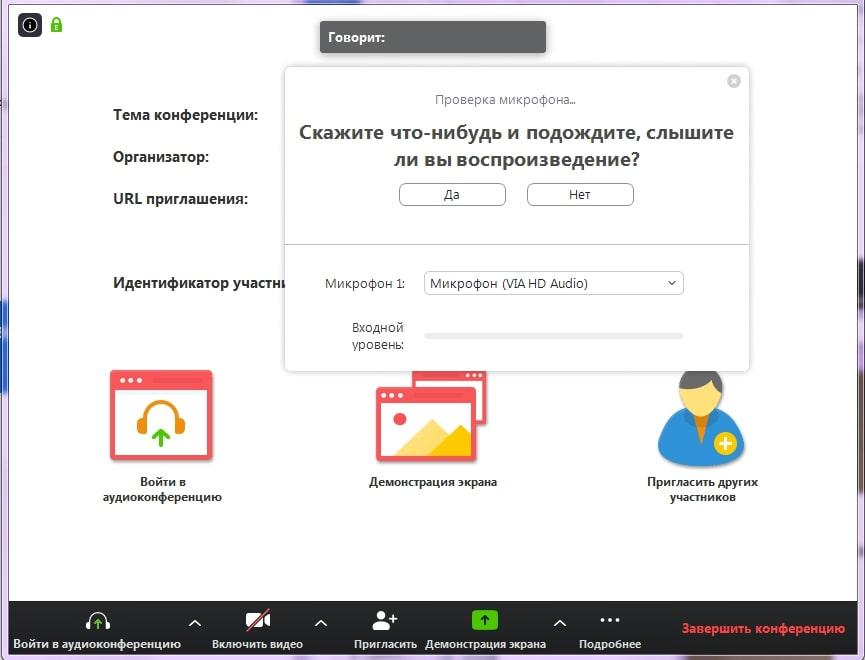 Говорит:
Проверка микрофона...
Скажите что-нибудь и подождите, слышите
ли вы воспроизведение?
Да
Нет
Тема конференции:
Организатор:
URL приглашения:
Идентификатор участни
Микрофон 1:
Микрофон (VIA HD Audio)
Входной
уровень:
Войти в
аудиоконференцию
Демонстрация экрана
Пригласить других
участников
Войти в аудиоконференцию
Включить видео
Пригласить
Демонстрация экрана
Подробнее
Завершить конференцию